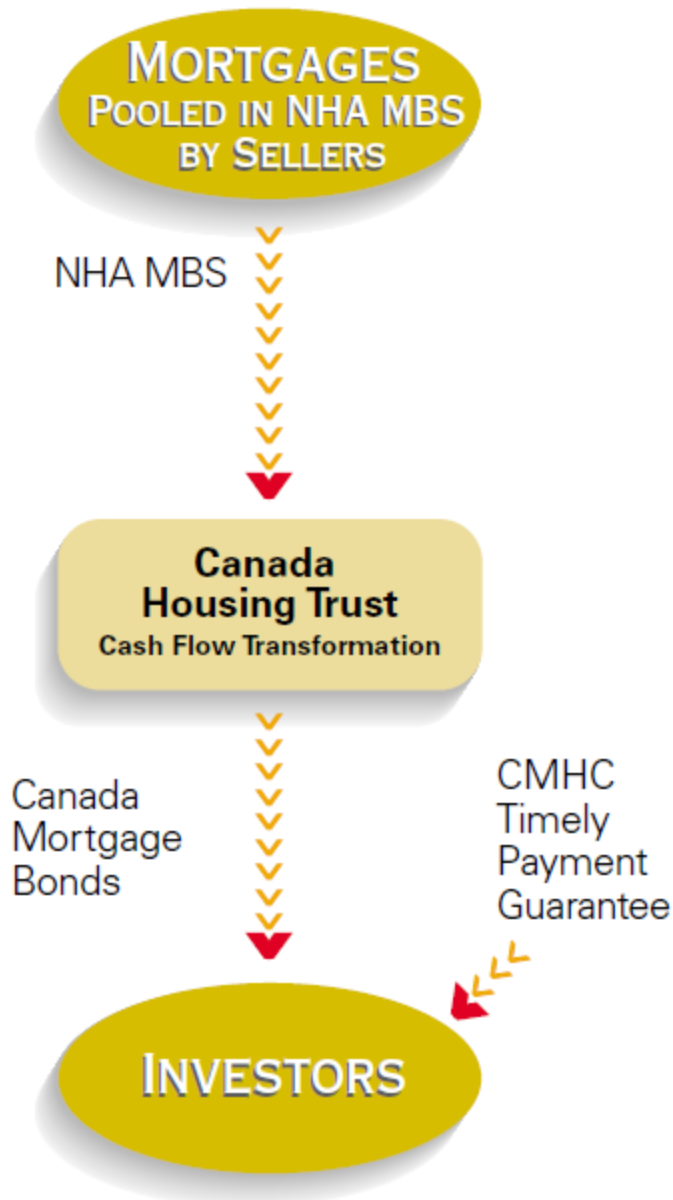 MORTGAGES
POOLED IN NHA MBS
BY SELLERS
NHA MBS
Canada
Housing Trust
Cash Flow Transformation
Canada
Mortgage
Bonds
CMHC
Timely
Payment
Guarantee
INVESTORS